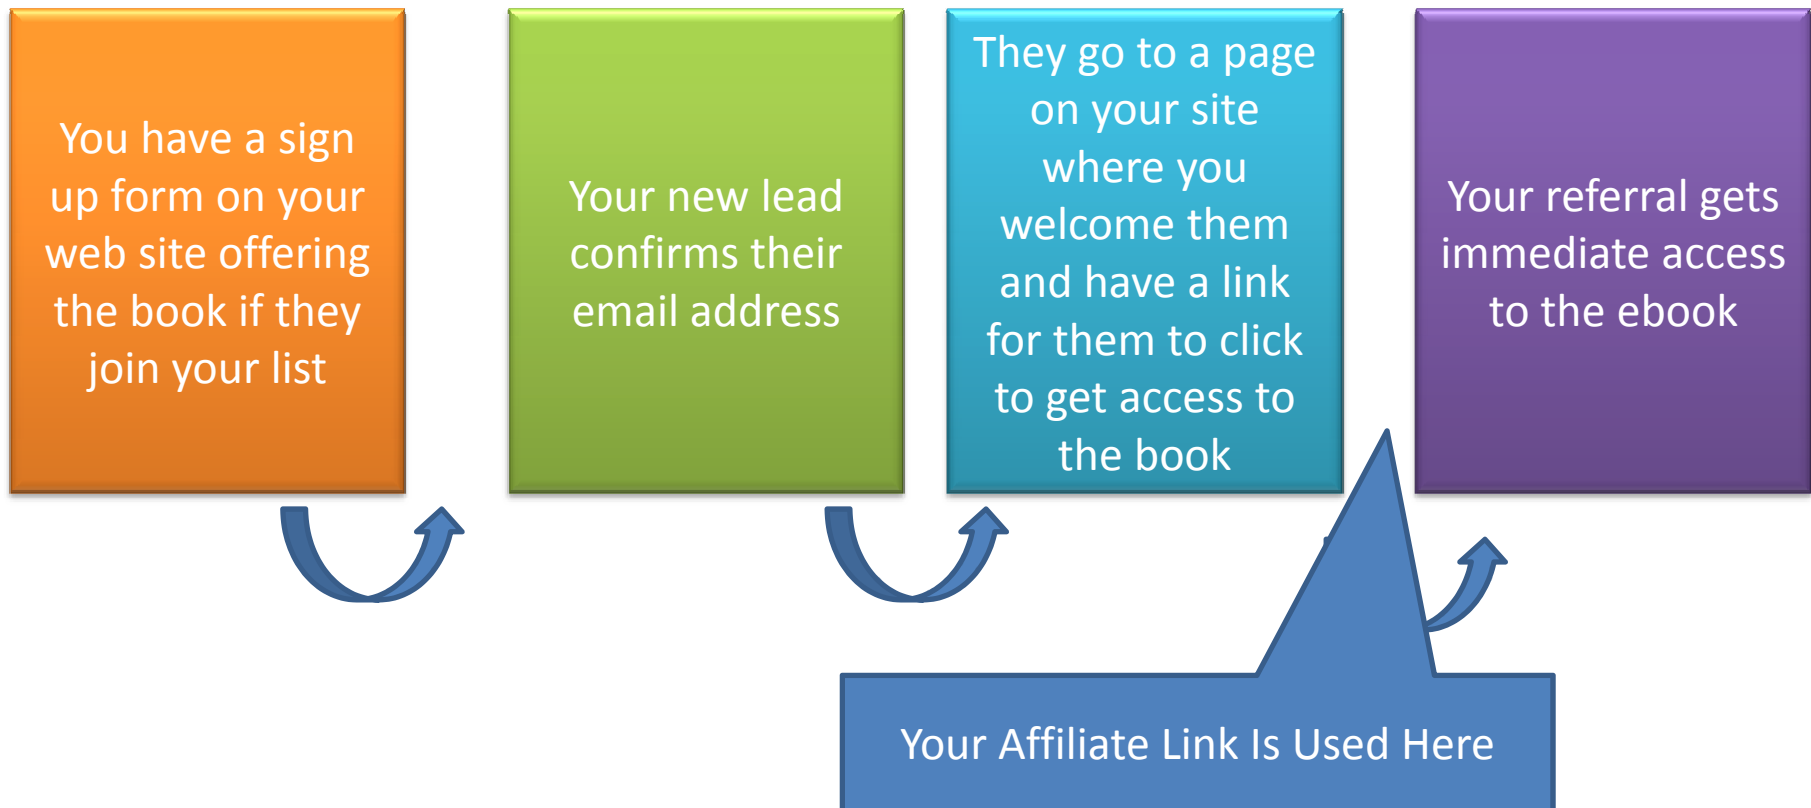 You have a sign
up form on your
web site offering
the book if they
join your list
Your new lead
confirms their
email address
They go to a page
on your site
where you
welcome them
and have a link
for them to click
to get access to
the book
Your referral gets
immediate access
to the ebook
Your Affiliate Link Is Used Here